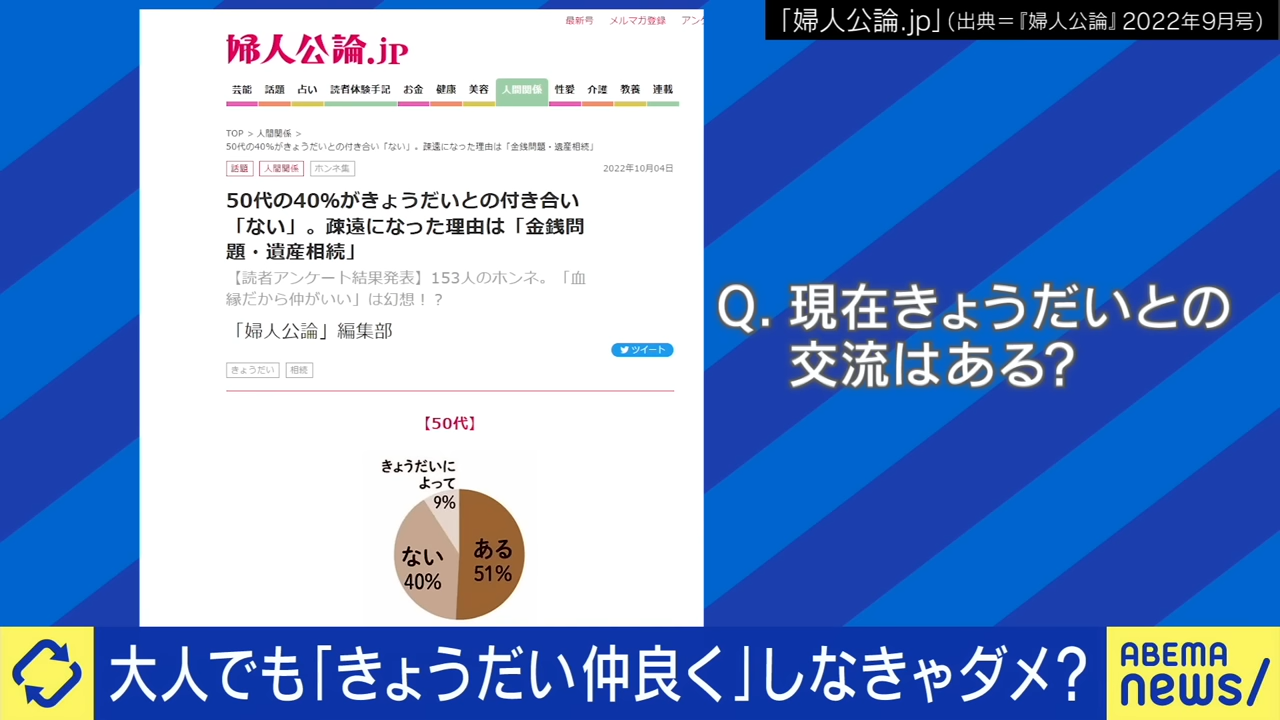 「婦人公論.jp」(出典=『婦人公論』2022年9月号)
最新号 メルマガ登録
婦人公論.jp
芸能 話題 占い 読者体験手記 お金 健康 美容 人間関係 性愛 介護 教養 連載
TOP > 人間関係 >
50代の40%がきょうだいとの付き合い「ない」。疎遠になった理由は「金銭問題・遺産相続」
話題 人間関係 ホンネ集
2022年10月04日
50代の40%がきょうだいとの付き合い
「ない」。疎遠になった理由は「金銭問
題・遺産相続」
【読者アンケート結果発表】153人のホンネ。「血
縁だから仲がいい」は幻想!?
「婦人公論」編集部
ツイート
きょうだい 相続
【50代】
きょうだいに
よって
9%
ない
40%
ある
51%
Q. 現在きょうだいとの
交流はある?
大人でも「きょうだい仲良く」しなきゃダメ?
ABEMA
news/